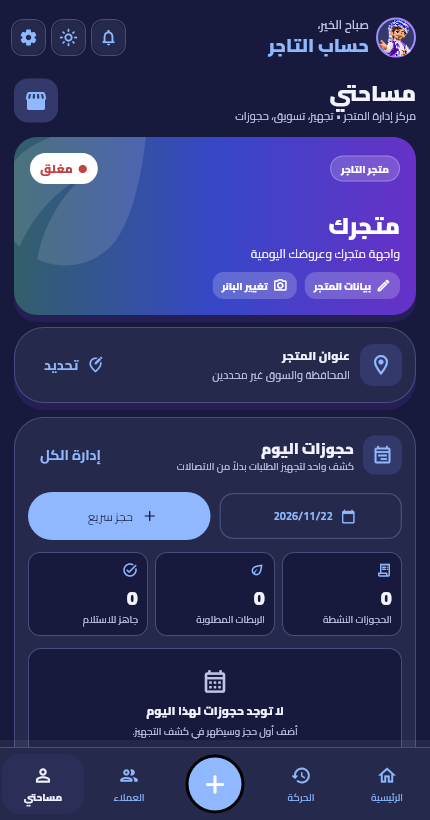 صباح الخير،
حساب التاجر
مساحتي
مركز إدارة المتجر • تجهيز، تسويق، حجوزات
متجر التاجر
مغلق
متجرك
واجهة متجرك وعروضك اليومية
بيانات المتجر
تغيير البانر
عنوان المتجر
المحافظة والسوق غير محددين
تحديد
حجوزات اليوم
كشف واحد لتجهيز الطلبات بدلاً من الاتصالات
إدارة الكل
2026/11/22
حجز سريع
0
الحجوزات النشطة
0
الربطات المطلوبة
0
جاهز للاستلام
لا توجد حجوزات لهذا اليوم
أضف أول حجز وسيظهر في كشف التجهيز.
الرئيسية
الحركة
العملاء
مساحتي